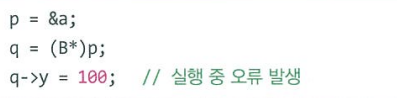 p = &a;
q = (B*)p;
q->y = 100;   // 실행 중 오류 발생